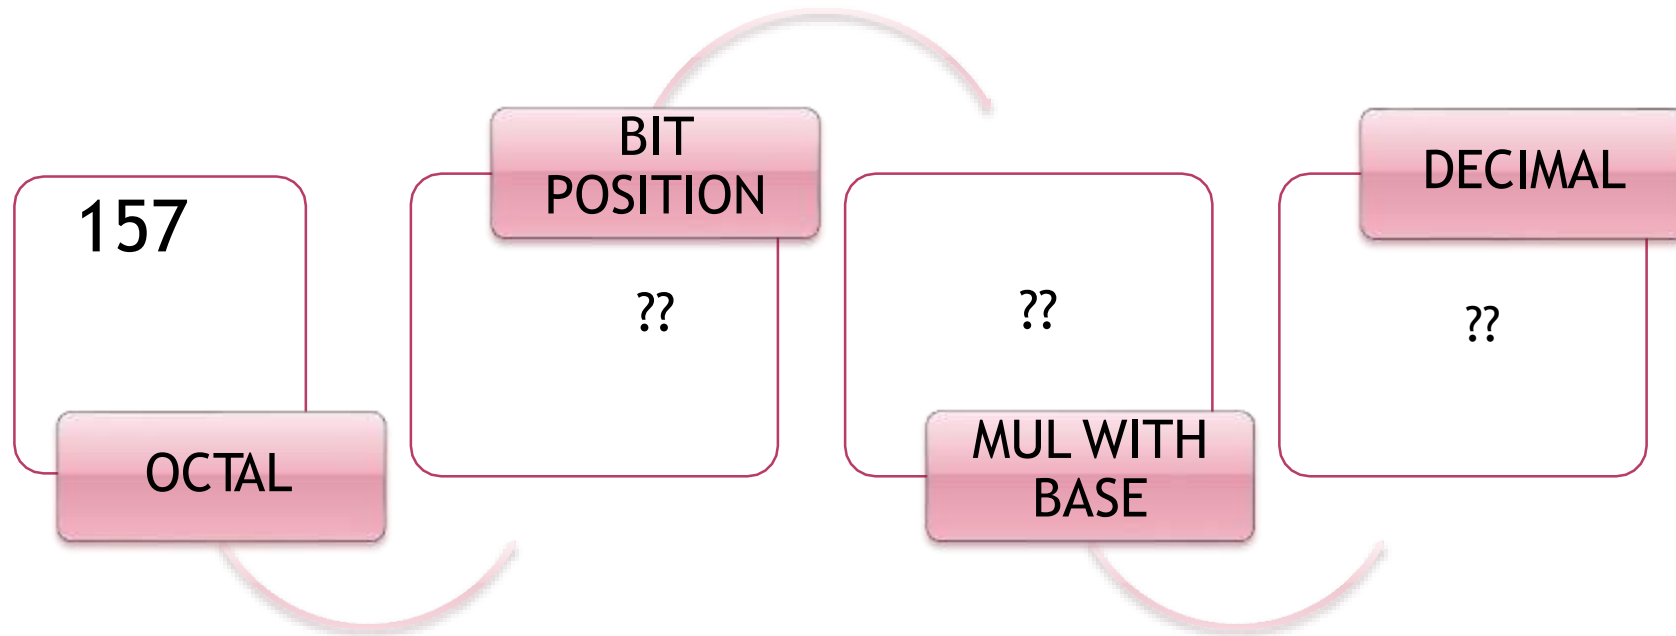 157
OCTAL
BIT
POSITION
??
??
MUL WITH
BASE
DECIMAL
??